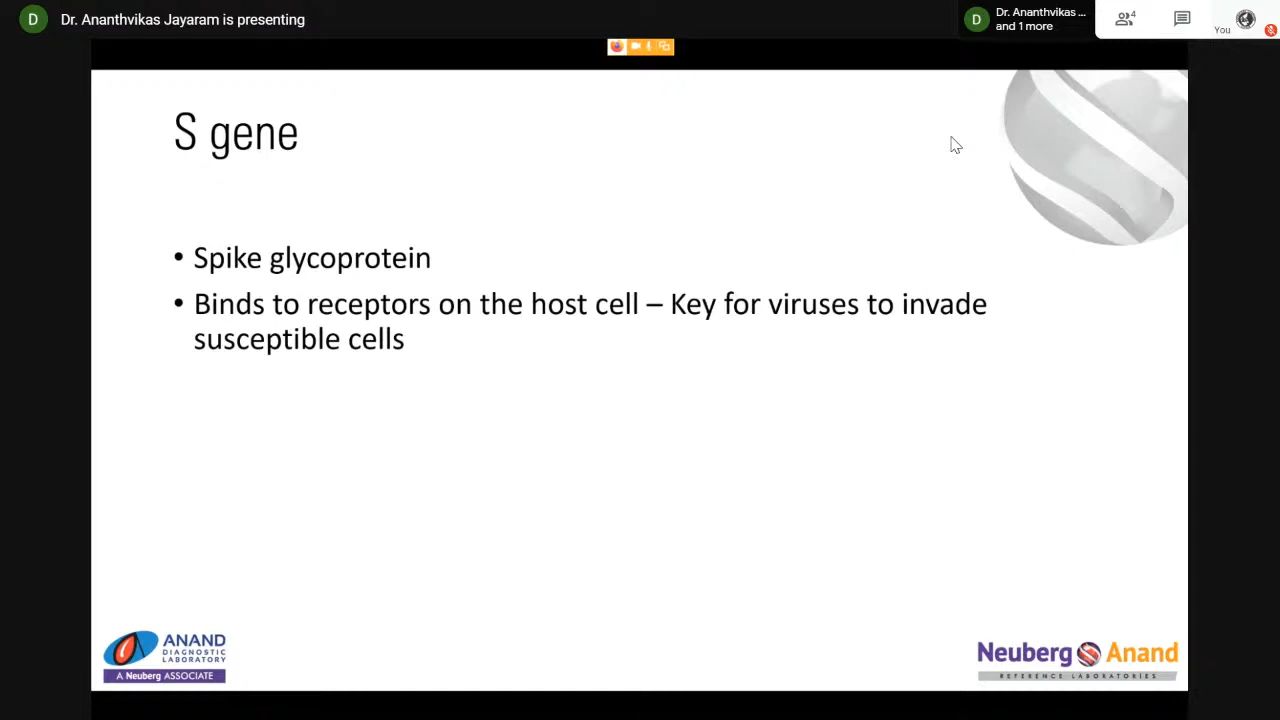 D Dr. Ananthvikas Jayaram is presenting
D Dr. Ananthvikas ...
and 1 more
4
You
S gene
• Spike glycoprotein
• Binds to receptors on the host cell – Key for viruses to invade
susceptible cells
ANAND
DIAGNOSTIC
LABORATORY
A Neuberg ASSOCIATE
Neuberg Anand
REFERENCE LABORATORIES